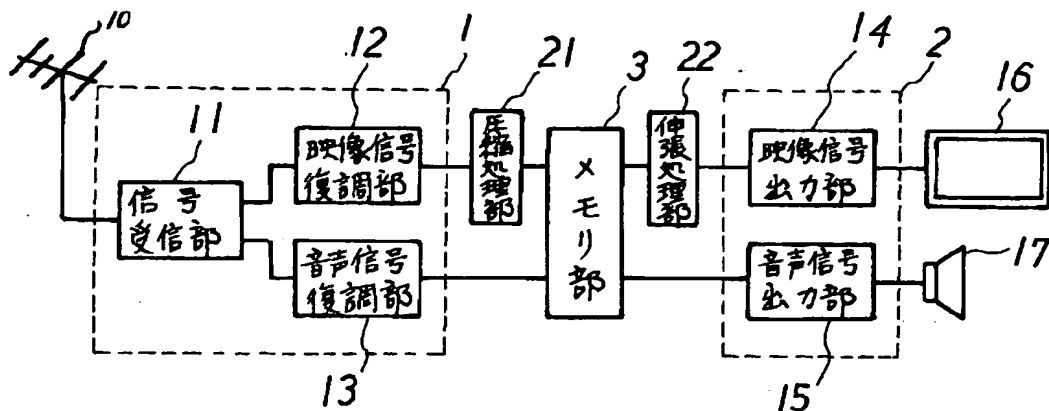 10
1
12
21
3
22
14
2
16
11
信号
受信部
映像信号
復調部
圧縮処理部
メモリ部
伸張処理部
映像信号
出力部
音声信号
復調部
音声信号
出力部
17
13
15